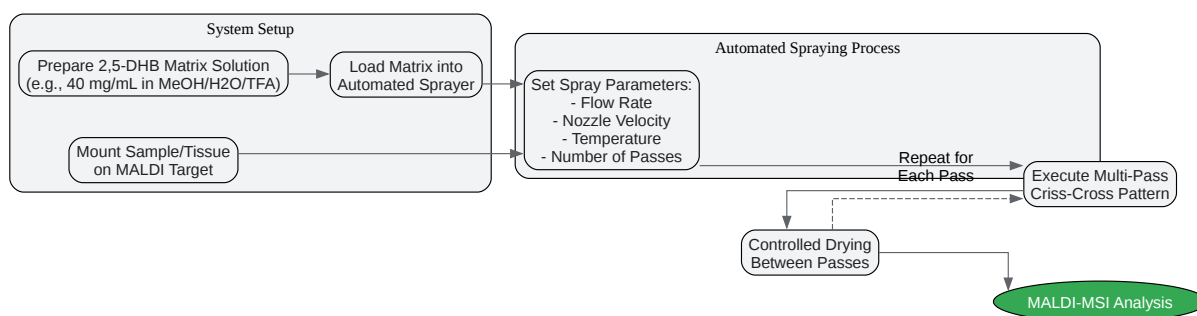 System Setup
Prepare 2,5-DHB Matrix Solution
(e.g., 40 mg/mL in MeOH/H2O/TFA)
Load Matrix into
Automated Sprayer
Mount Sample/Tissue
on MALDI Target
Automated Spraying Process
Set Spray Parameters:
- Flow Rate
- Nozzle Velocity
- Temperature
- Number of Passes
Repeat for
Each Pass
Execute Multi-Pass
Criss-Cross Pattern
Controlled Drying
Between Passes
MALDI-MSI Analysis